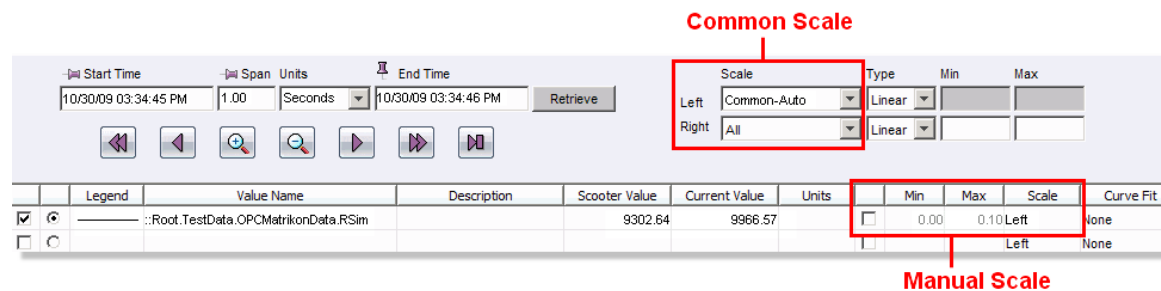 Common Scale
Start Time Span Units End Time Scale Type Min Max
10/30/09 03:34:45 PM 1.00 Seconds 10/30/09 03:34:46 PM Retrieve Left Common-Auto Linear
Right All Linear
Legend Value Name Description Scooter Value Current Value Units Min Max Scale Curve Fit
::Root.TestData.OPCMatrikonData.RSim 9302.64 9966.57 0.00 0.10 Left None
Left None
Manual Scale